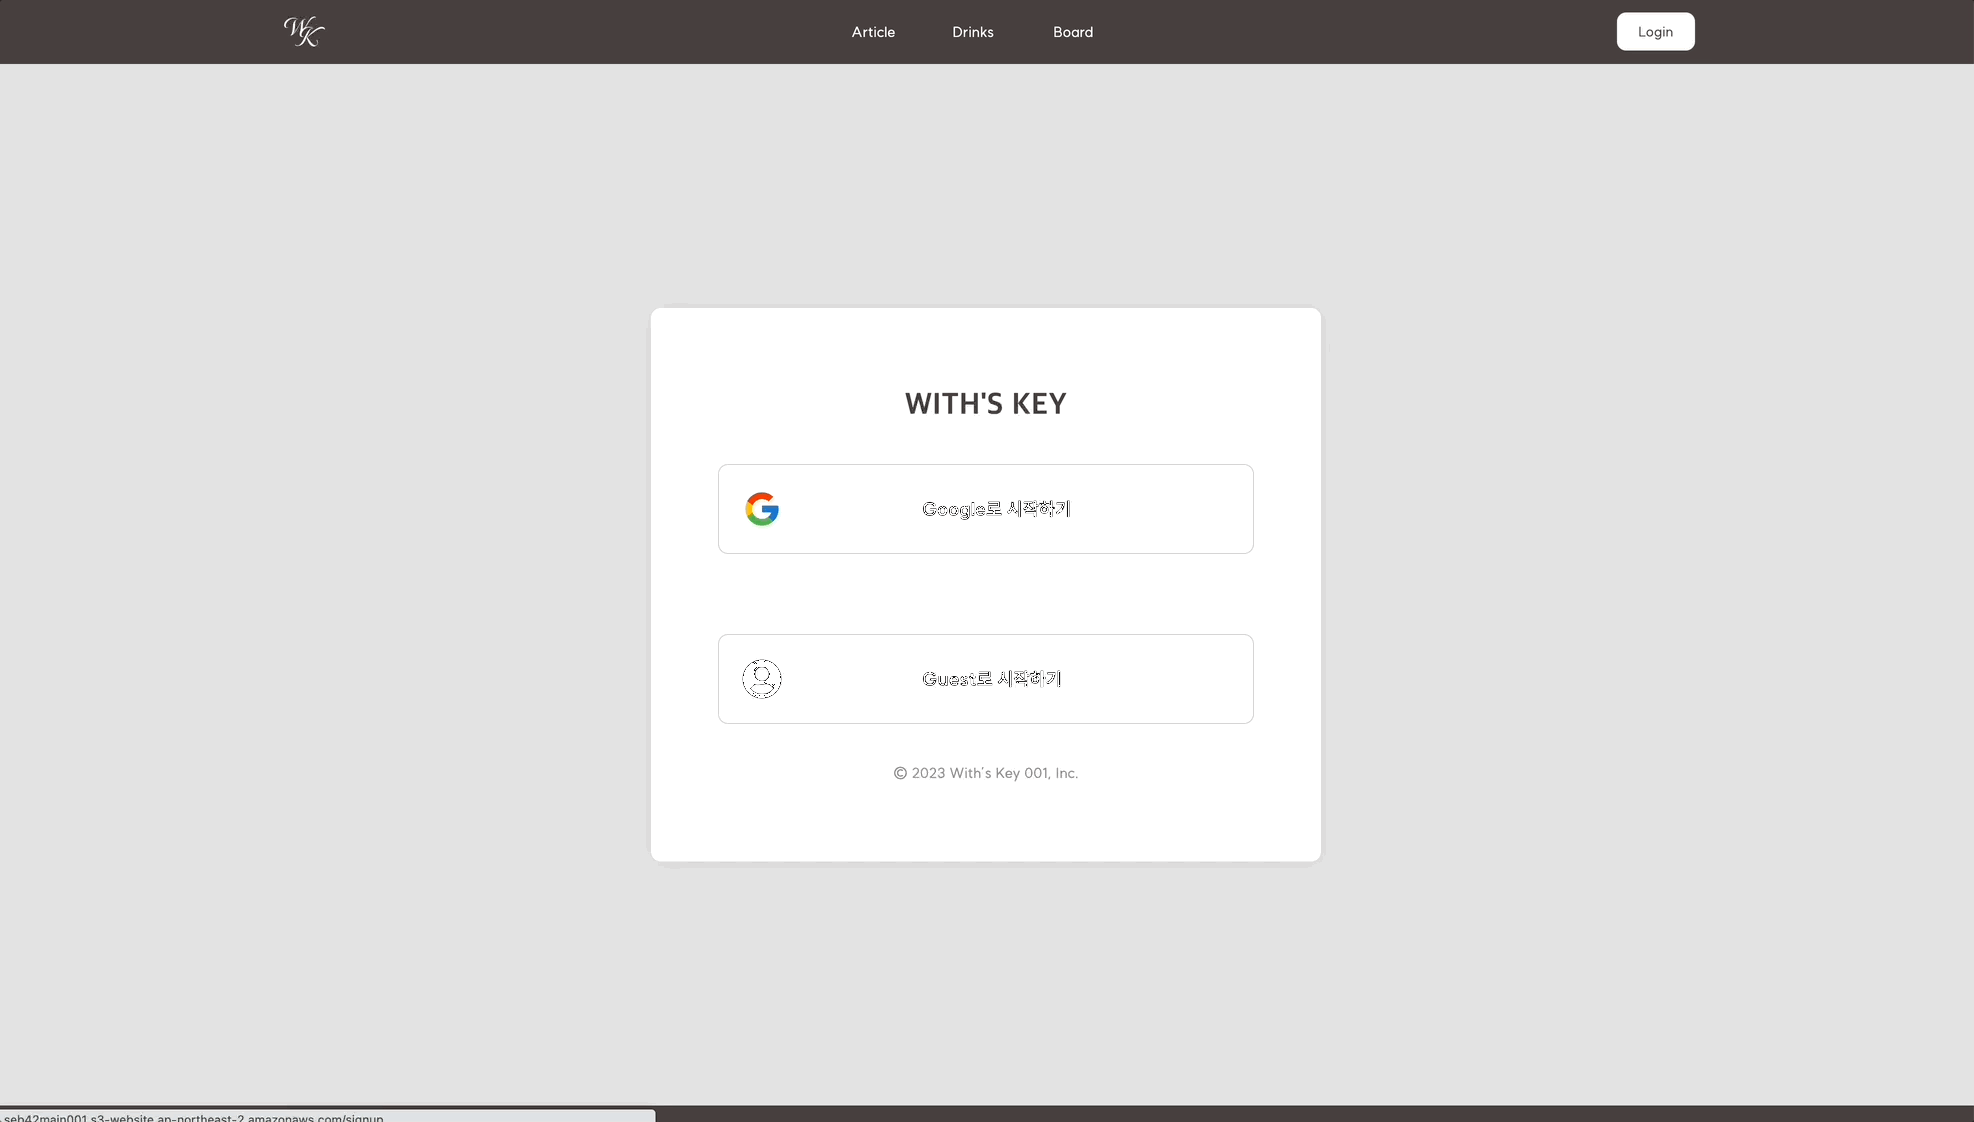 WK
Article
Drinks
Board
Login
WITH'S KEY
Google로 시작하기
Guest로 시작하기
© 2023 With's Key 001, Inc.
seb42main001.s3-website.ap-northeast-2.amazonaws.com/signup